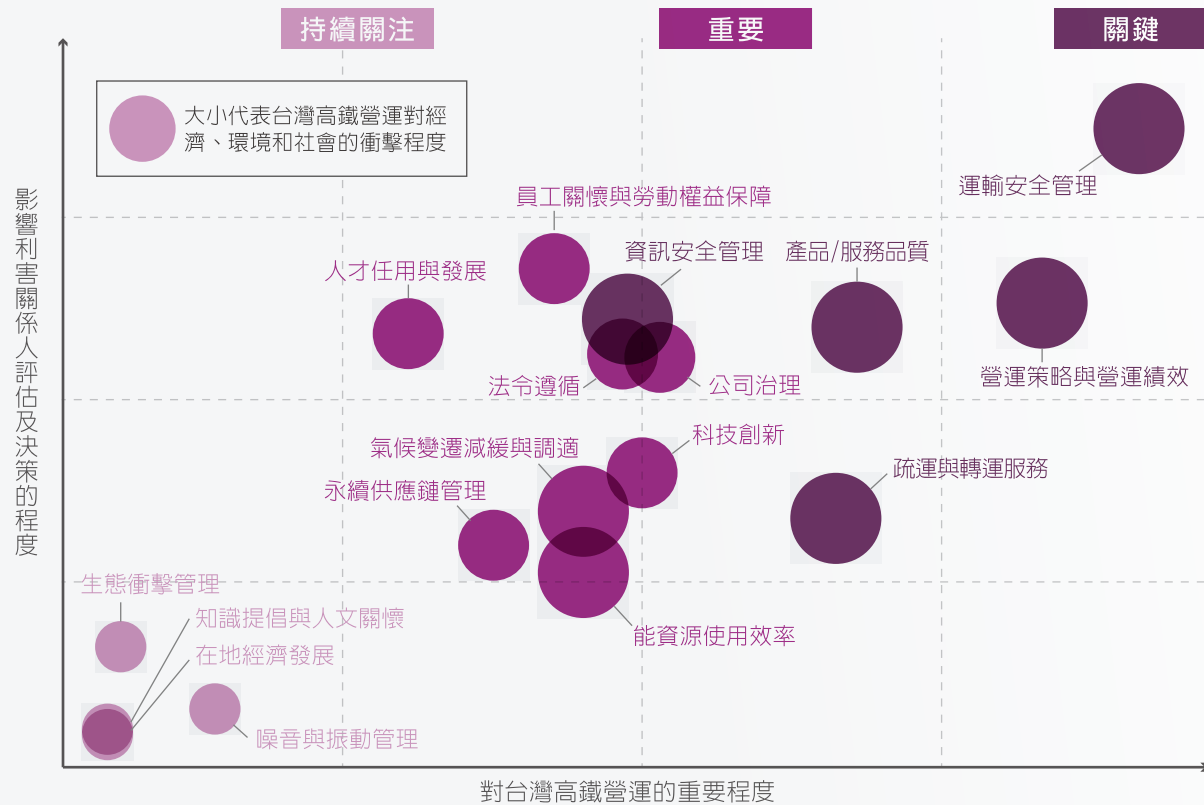 持續關注
重要
關鍵
大小代表台灣高鐵營運對經
濟、環境和社會的衝擊程度
影響利害關係人評估及決策的程度
運輸安全管理
員工關懷與勞動權益保障
資訊安全管理
產品/服務品質
人才任用與發展
營運策略與營運績效
法令遵循
公司治理
科技創新
氣候變遷減緩與調適
疏運與轉運服務
永續供應鏈管理
生態衝擊管理
知識提倡與人文關懷
能資源使用效率
在地經濟發展
噪音與振動管理
對台灣高鐵營運的重要程度